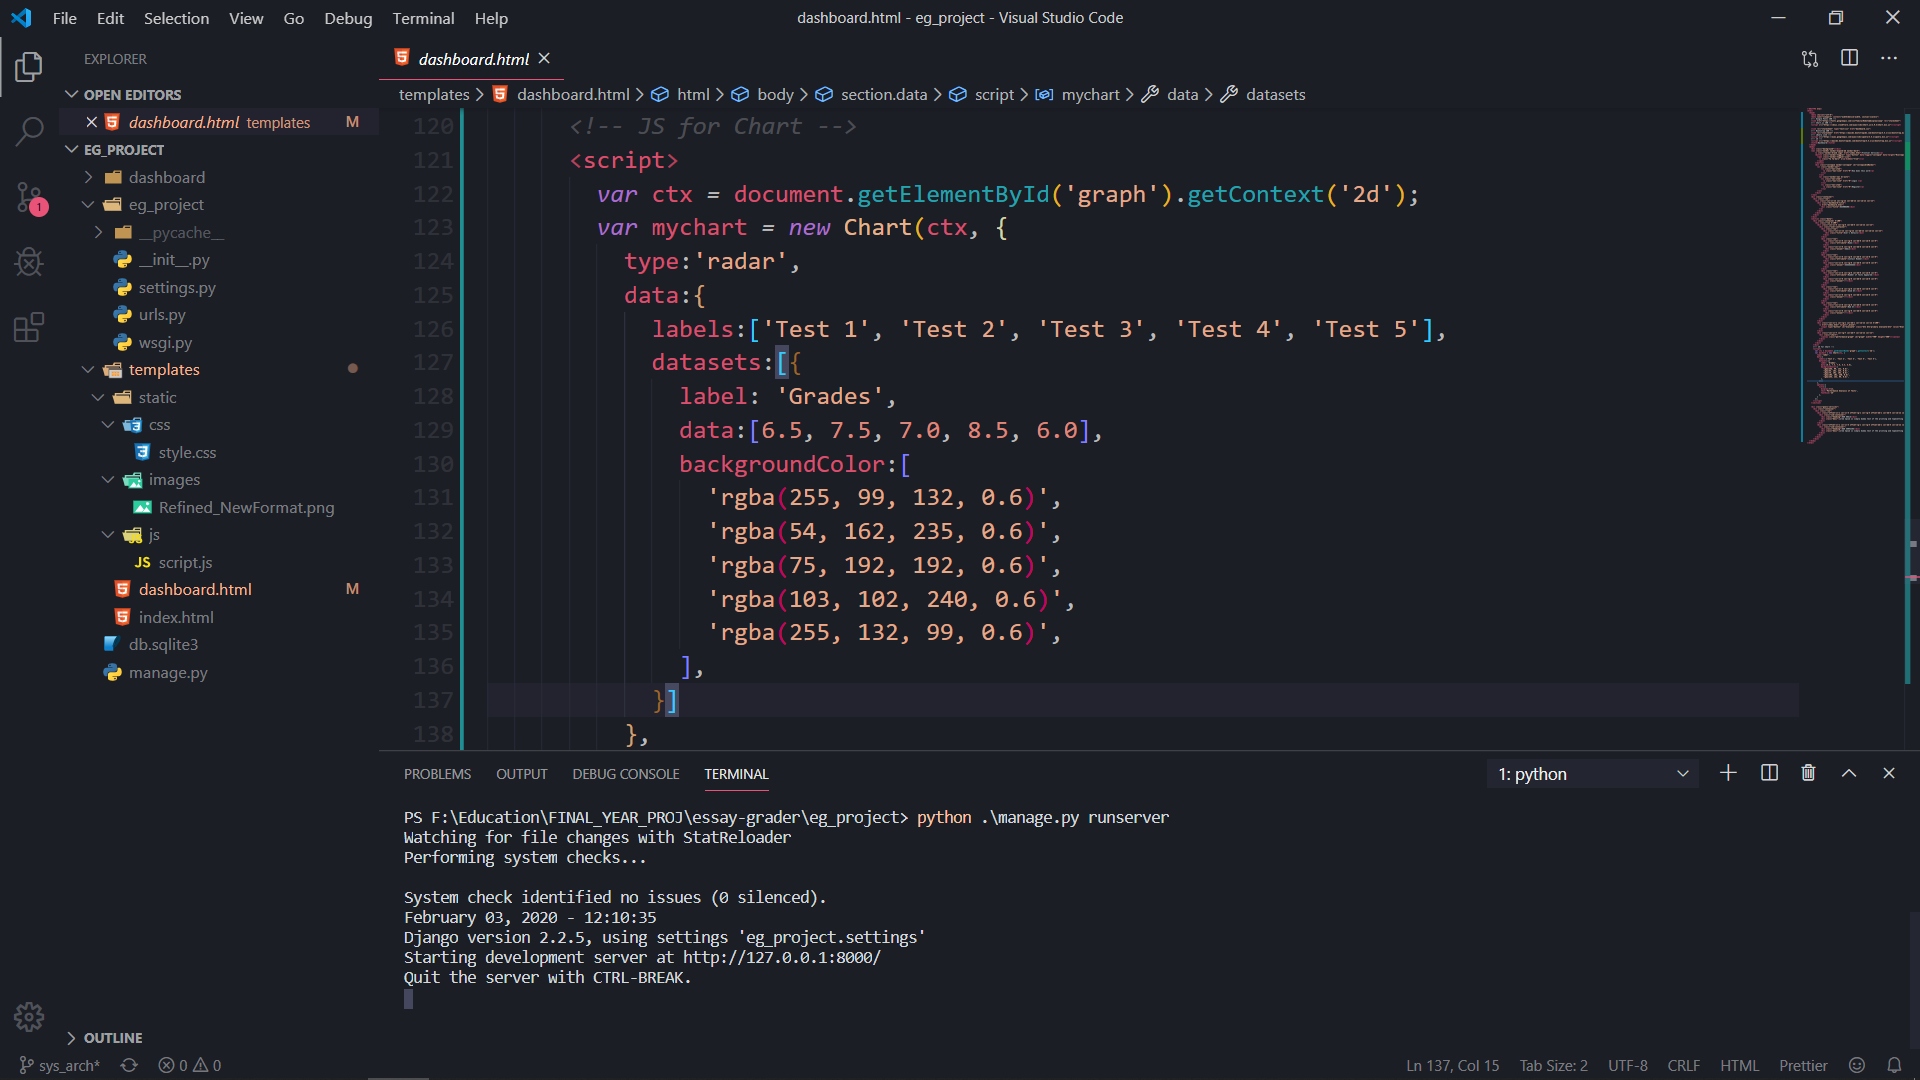 File Edit Selection View Go Debug Terminal Help
dashboard.html - eg_project - Visual Studio Code
EXPLORER
OPEN EDITORS
dashboard.html templates M
EG_PROJECT
dashboard
eg_project
__pycache__
__init__.py
settings.py
urls.py
wsgi.py
templates
static
css
style.css
images
Refined_NewFormat.png
js
JS script.js
dashboard.html M
index.html
db.sqlite3
manage.py
OUTLINE
1
dashboard.html
templates > dashboard.html > html > body > section.data > script > mychart > data > datasets
120 <!-- JS for Chart -->
121 <script>
122 var ctx = document.getElementById('graph').getContext('2d');
123 var mychart = new Chart(ctx, {
124 type:'radar',
125 data:{
126 labels:['Test 1', 'Test 2', 'Test 3', 'Test 4', 'Test 5'],
127 datasets:[{
128 label: 'Grades',
129 data:[6.5, 7.5, 7.0, 8.5, 6.0],
130 backgroundColor:[
131 'rgba(255, 99, 132, 0.6)',
132 'rgba(54, 162, 235, 0.6)',
133 'rgba(75, 192, 192, 0.6)',
134 'rgba(103, 102, 240, 0.6)',
135 'rgba(255, 132, 99, 0.6)',
136 ],
137 }]
138 },
PROBLEMS OUTPUT DEBUG CONSOLE TERMINAL
1: python
PS F:\Education\FINAL_YEAR_PROJ\essay-grader\eg_project> python .\manage.py runserver
Watching for file changes with StatReloader
Performing system checks...
System check identified no issues (0 silenced).
February 03, 2020 - 12:10:35
Django version 2.2.5, using settings 'eg_project.settings'
Starting development server at http://127.0.0.1:8000/
Quit the server with CTRL-BREAK.
sys_arch* 0 0
Ln 137, Col 15 Tab Size: 2 UTF-8 CRLF HTML Prettier